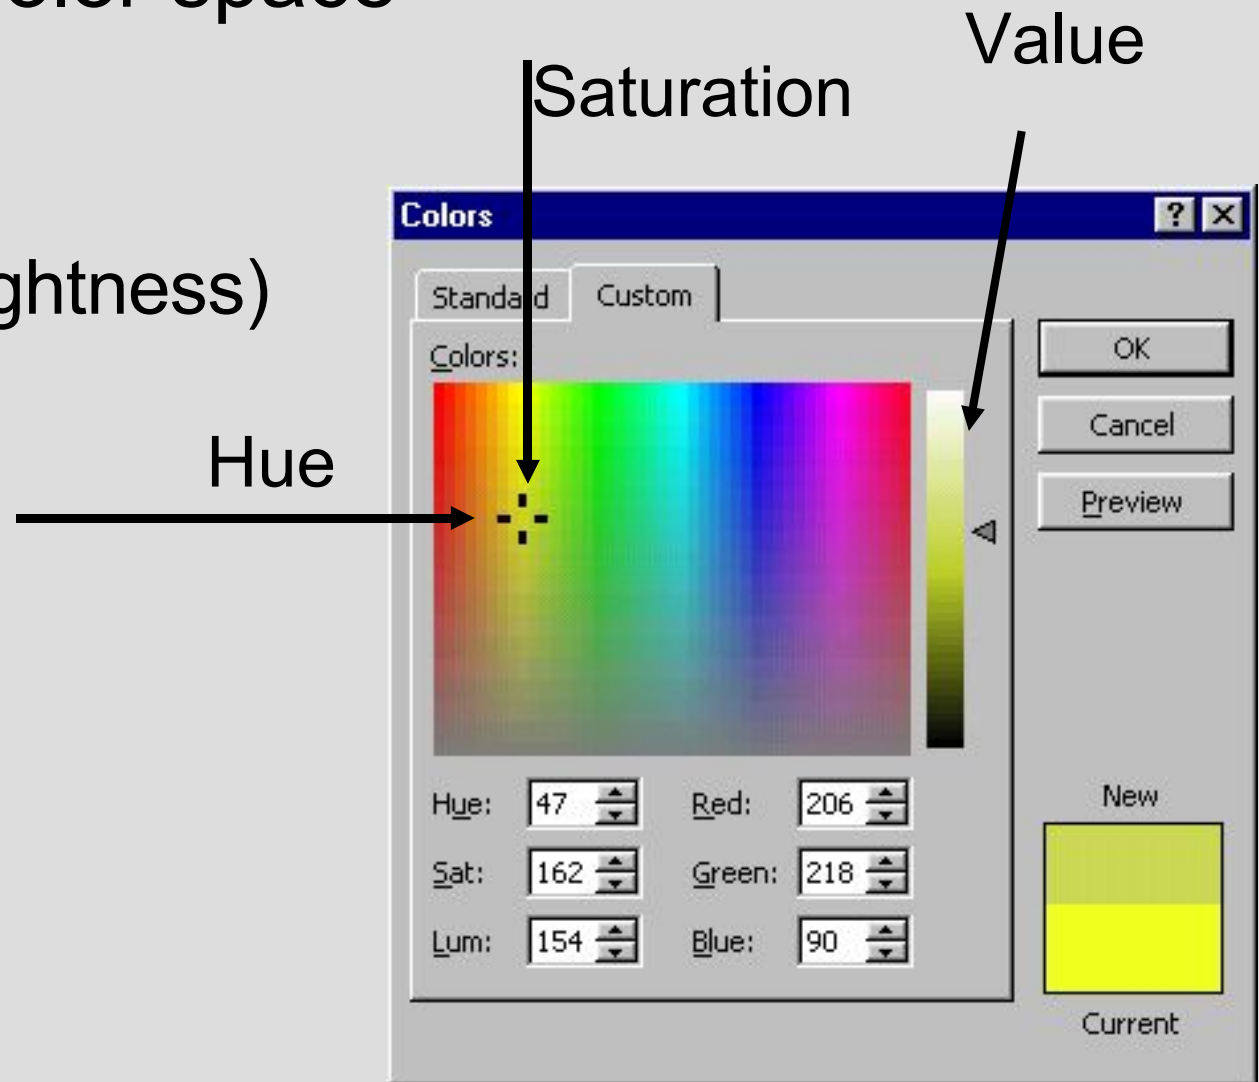 space
Value
Saturation
Colors
? ×
ghtness)
Standard Custom
Colors:
OK
Cancel
Hue
Preview
Hue: 47 Red: 206
New
Sat: 162 Green: 218
Lum: 154 Blue: 90
Current